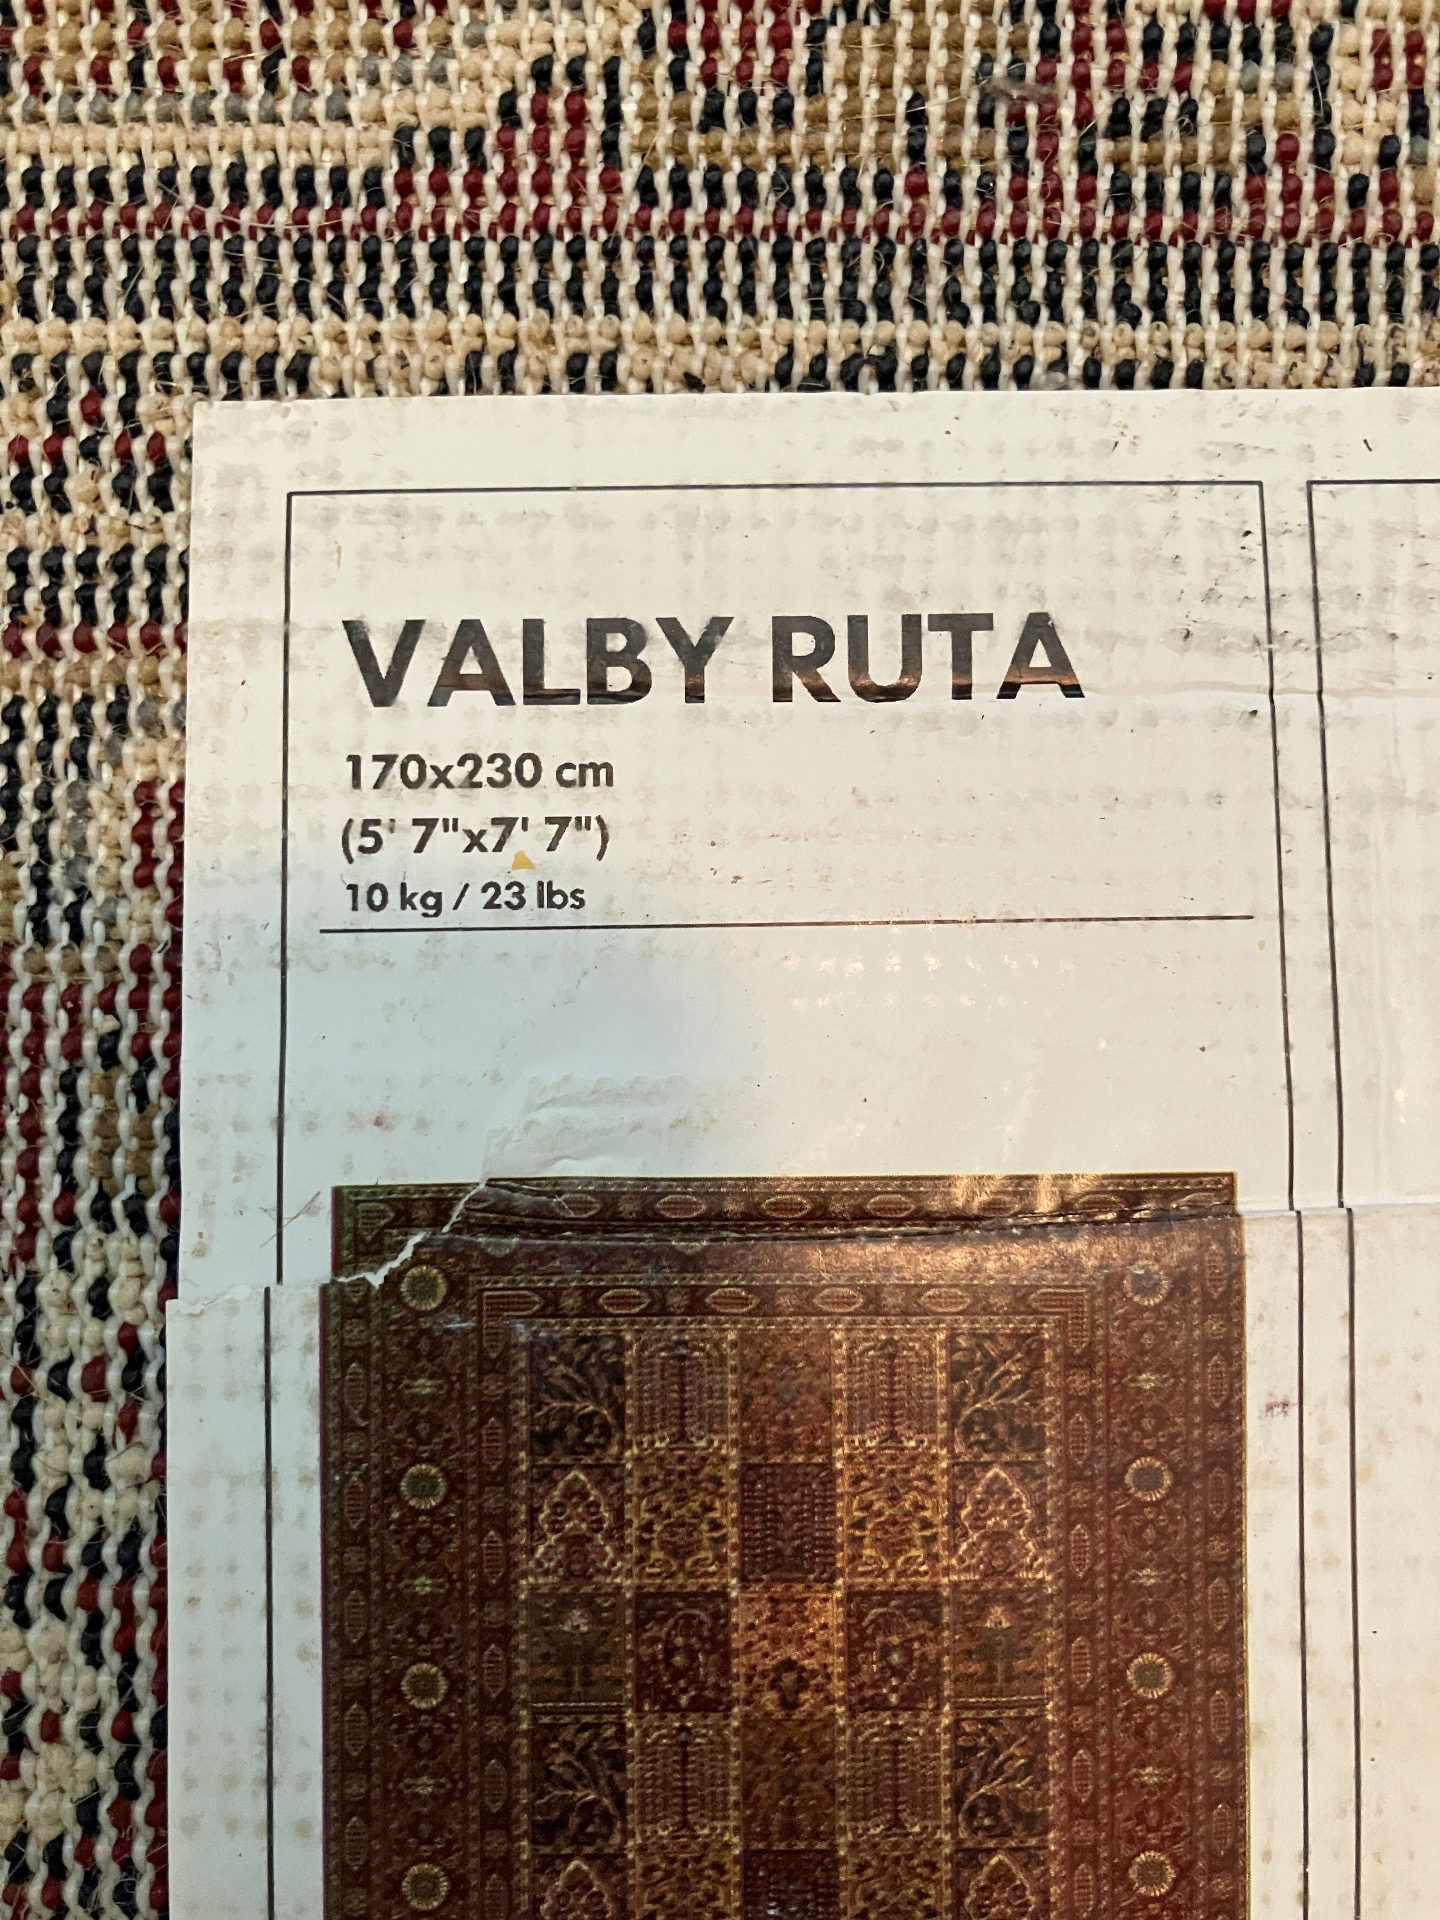 VALBY RUTA
170x230 cm
(5' 7"x7' 7")
10 kg / 23 lbs